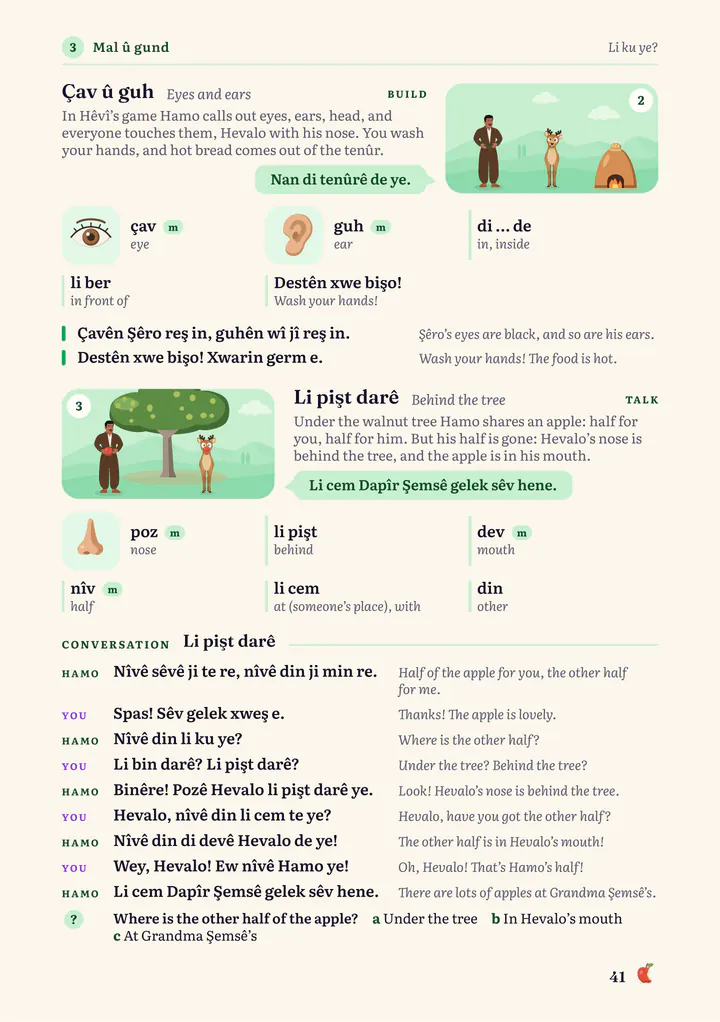 3 Mal û gund
Li ku ye?
Çav û guh Eyes and ears
BUILD
In Hêvî’s game Hamo calls out eyes, ears, head, and
everyone touches them, Hevalo with his nose. You wash
your hands, and hot bread comes out of the tenûr.
Nan di tenûrê de ye.
2
çav m
eye
guh m
ear
di … de
in, inside
li ber
in front of
Destên xwe bişo!
Wash your hands!
Çavên Şêro reş in, guhên wî jî reş in.
Şêro’s eyes are black, and so are his ears.
Destên xwe bişo! Xwarin germ e.
Wash your hands! The food is hot.
3
Li pişt darê Behind the tree
TALK
Under the walnut tree Hamo shares an apple: half for
you, half for him. But his half is gone: Hevalo’s nose is
behind the tree, and the apple is in his mouth.
Li cem Dapîr Şemsê gelek sêv hene.
poz m
nose
li pişt
behind
dev m
mouth
nîv m
half
li cem
at (someone’s place), with
din
other
CONVERSATION Li pişt darê
HAMO Nîvê sêvê ji te re, nîvê din ji min re.
Half of the apple for you, the other half
for me.
YOU Spas! Sêv gelek xweş e.
Thanks! The apple is lovely.
HAMO Nîvê din li ku ye?
Where is the other half?
YOU Li bin darê? Li pişt darê?
Under the tree? Behind the tree?
HAMO Binêre! Pozê Hevalo li pişt darê ye.
Look! Hevalo’s nose is behind the tree.
YOU Hevalo, nîvê din li cem te ye?
Hevalo, have you got the other half?
HAMO Nîvê din di devê Hevalo de ye!
The other half is in Hevalo’s mouth!
YOU Wey, Hevalo! Ew nîvê Hamo ye!
Oh, Hevalo! That’s Hamo’s half!
HAMO Li cem Dapîr Şemsê gelek sêv hene.
There are lots of apples at Grandma Şemsê’s.
? Where is the other half of the apple? a Under the tree b In Hevalo’s mouth
c At Grandma Şemsê’s
41